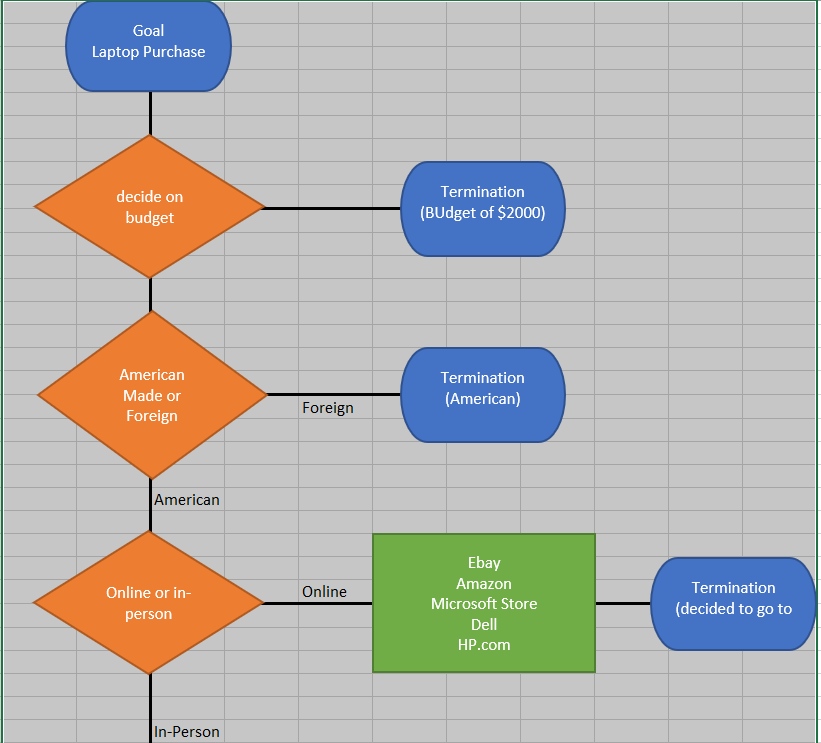 Goal
Laptop Purchase
decide on
budget
Termination
(BUdget of $2000)
American
Made or
Foreign
Foreign
Termination
(American)
American
Online or in-
person
Online
Ebay
Amazon
Microsoft Store
Dell
HP.com
Termination
(decided to go to
In-Person